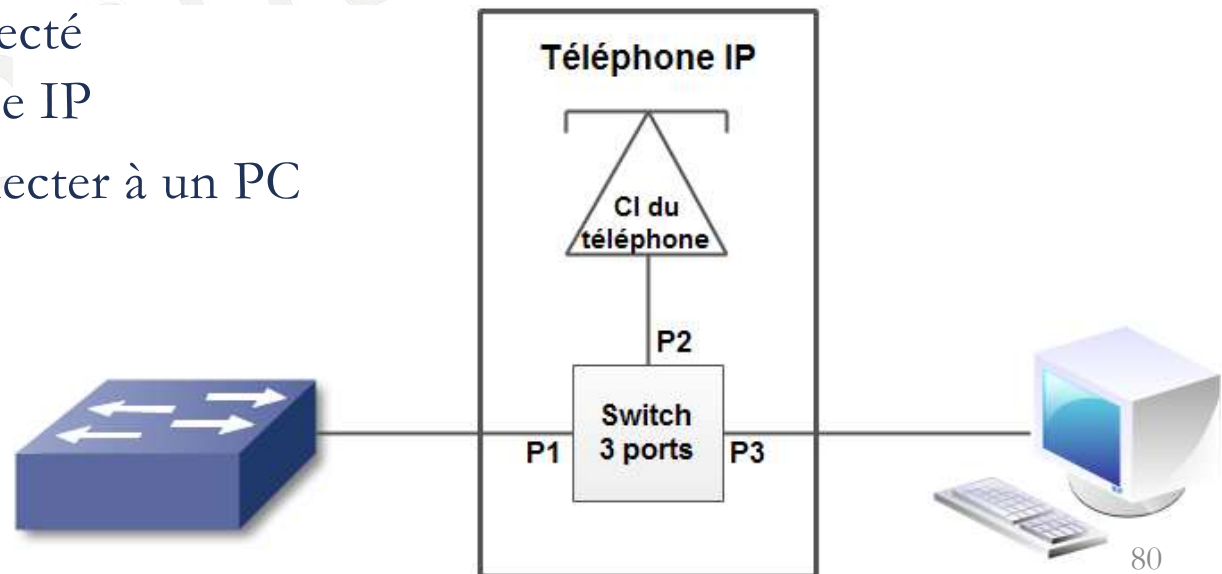 ecté
e IP
ecter à un PC
Téléphone IP
CI du
téléphone
P2
Switch
3 ports
P1
P3
80